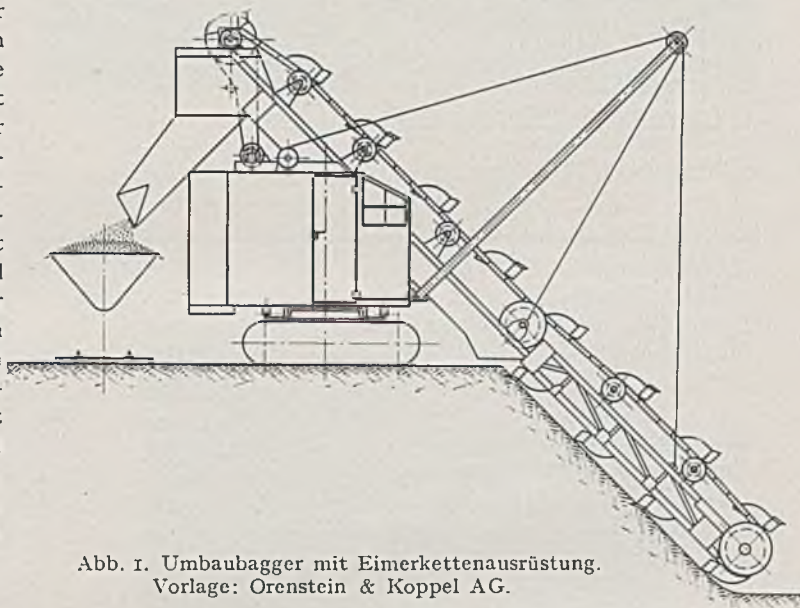 Abb. 1. Umbaubagger mit Eimerkettenausrüstung.
Vorlage: Orenstein & Koppel AG.